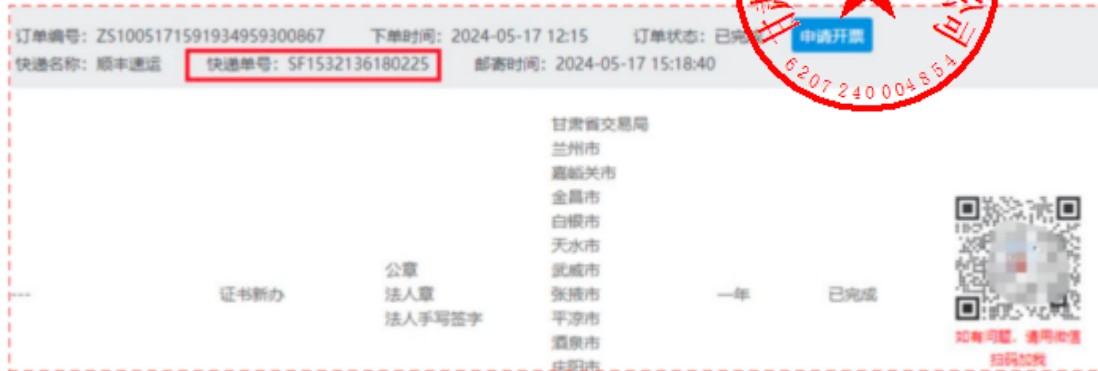 订单编号：ZS1005171591934959300867 下单时间：2024-05-17 12:15 订单状态：已完 申请开票
快递名称：顺丰速运 快递单号：SF1532136180225 邮寄时间：2024-05-17 15:18:40
6207240004854
甘肃省交易局
兰州市
嘉峪关市
金昌市
白银市
天水市
公章 武威市
--- 证书新办 法人章 张掖市 一年 已完成
法人手写签字 平凉市
酒泉市
庆阳市
如有问题，请用微信
扫码加我